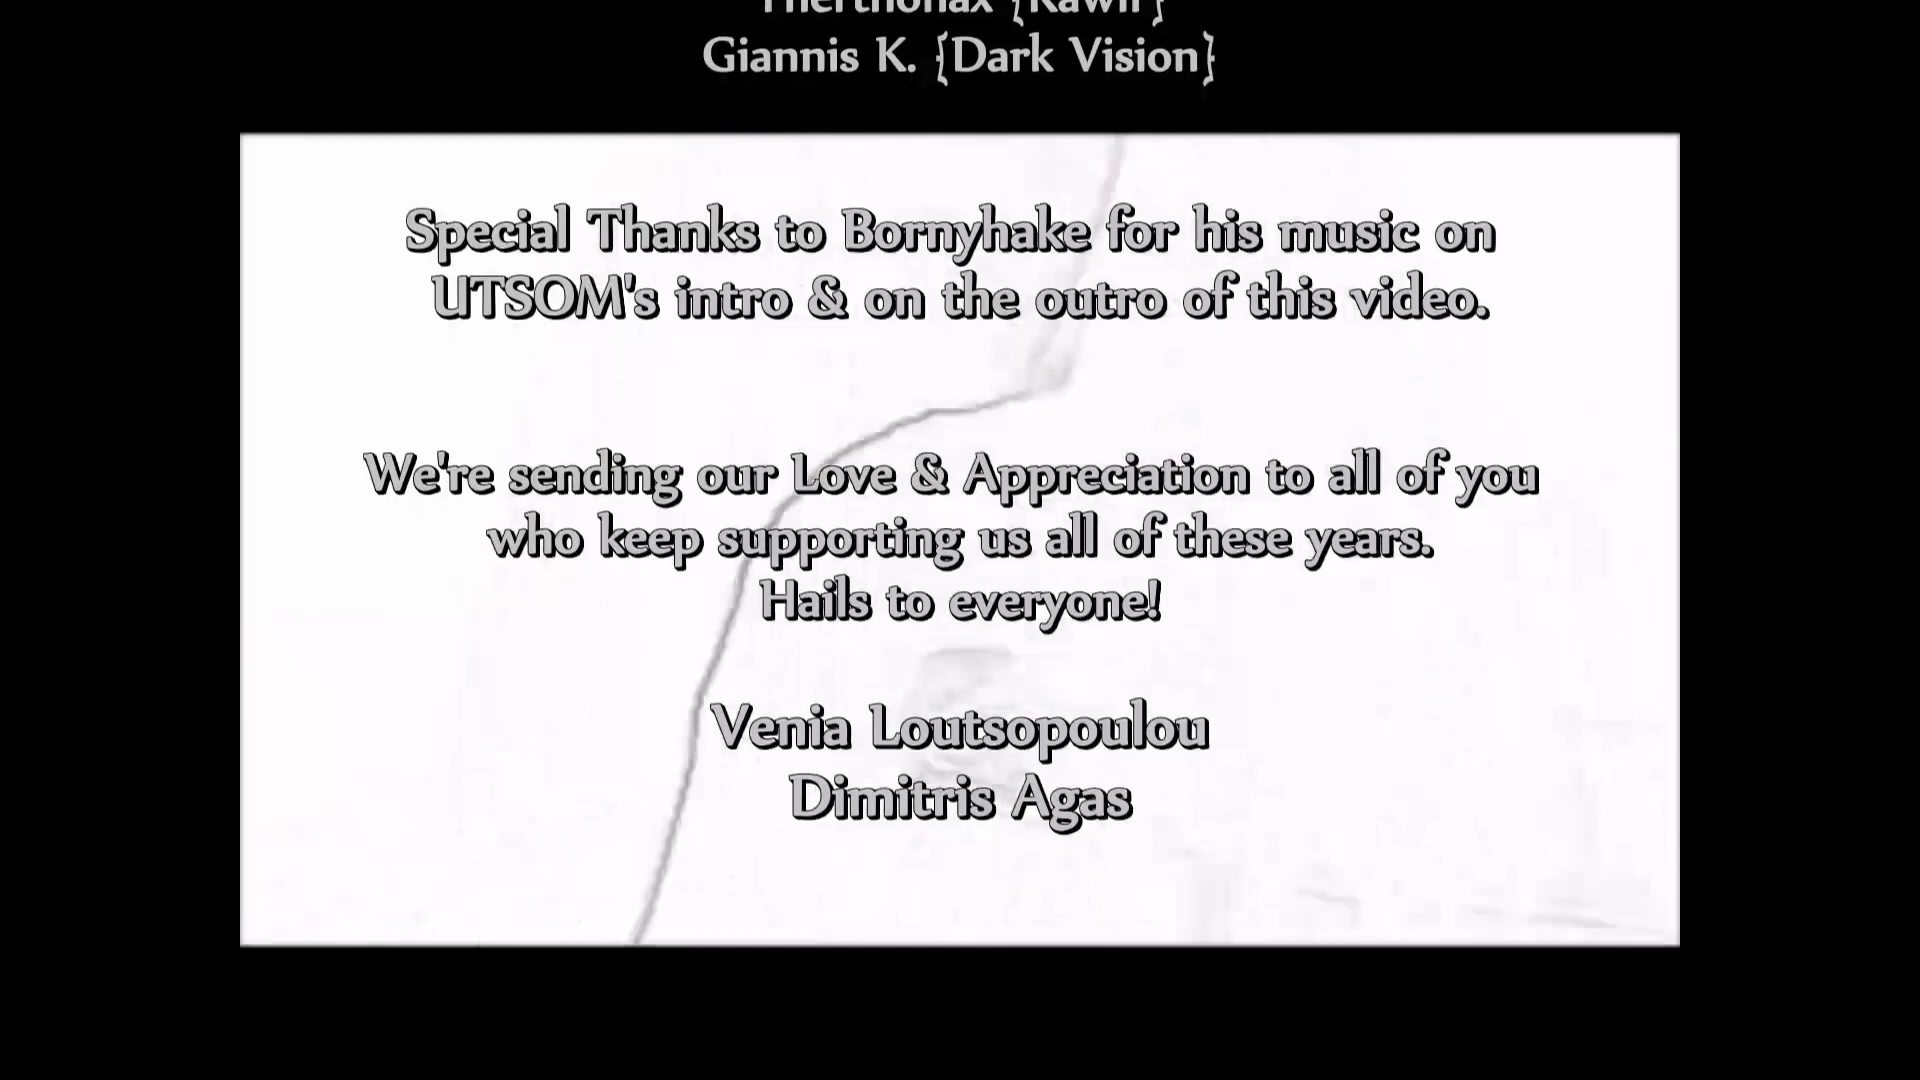 Therthonax {Kawir}
Giannis K. {Dark Vision}
Special Thanks to Bornyhake for his music on
UTSOM's intro & on the outro of this video.
We're sending our Love & Appreciation to all of you
who keep supporting us all of these years.
Hails to everyone!
Venia Loutsopoulou
Dimitris Agas